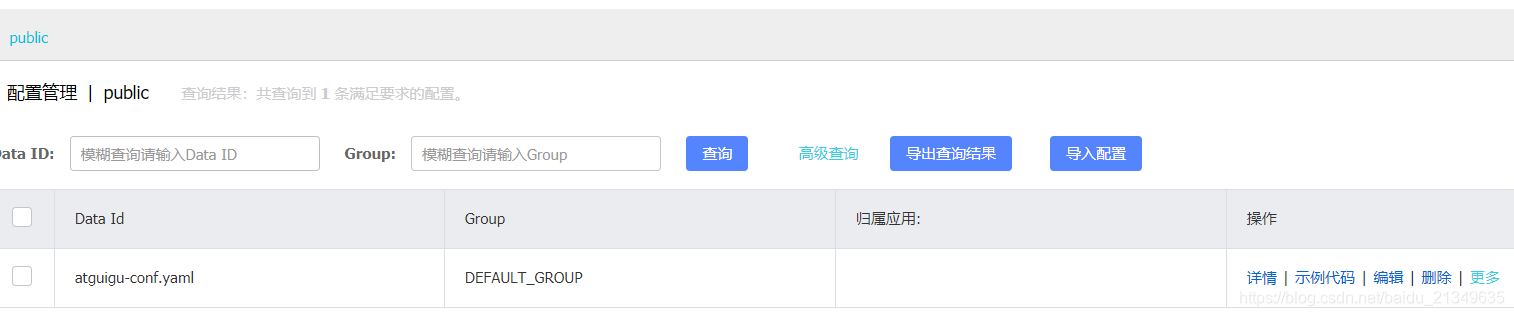 public
配置管理 | public 查询结果：共查询到 1 条满足要求的配置。
ata ID: 模糊查询请输入Data ID Group: 模糊查询请输入Group 查询 高级查询 导出查询结果 导入配置
Data Id Group 归属应用: 操作
atguigu-conf.yaml DEFAULT_GROUP 详情 | 示例代码 | 编辑 | 删除 | 更多
https://blog.csdn.net/baidu_21349635